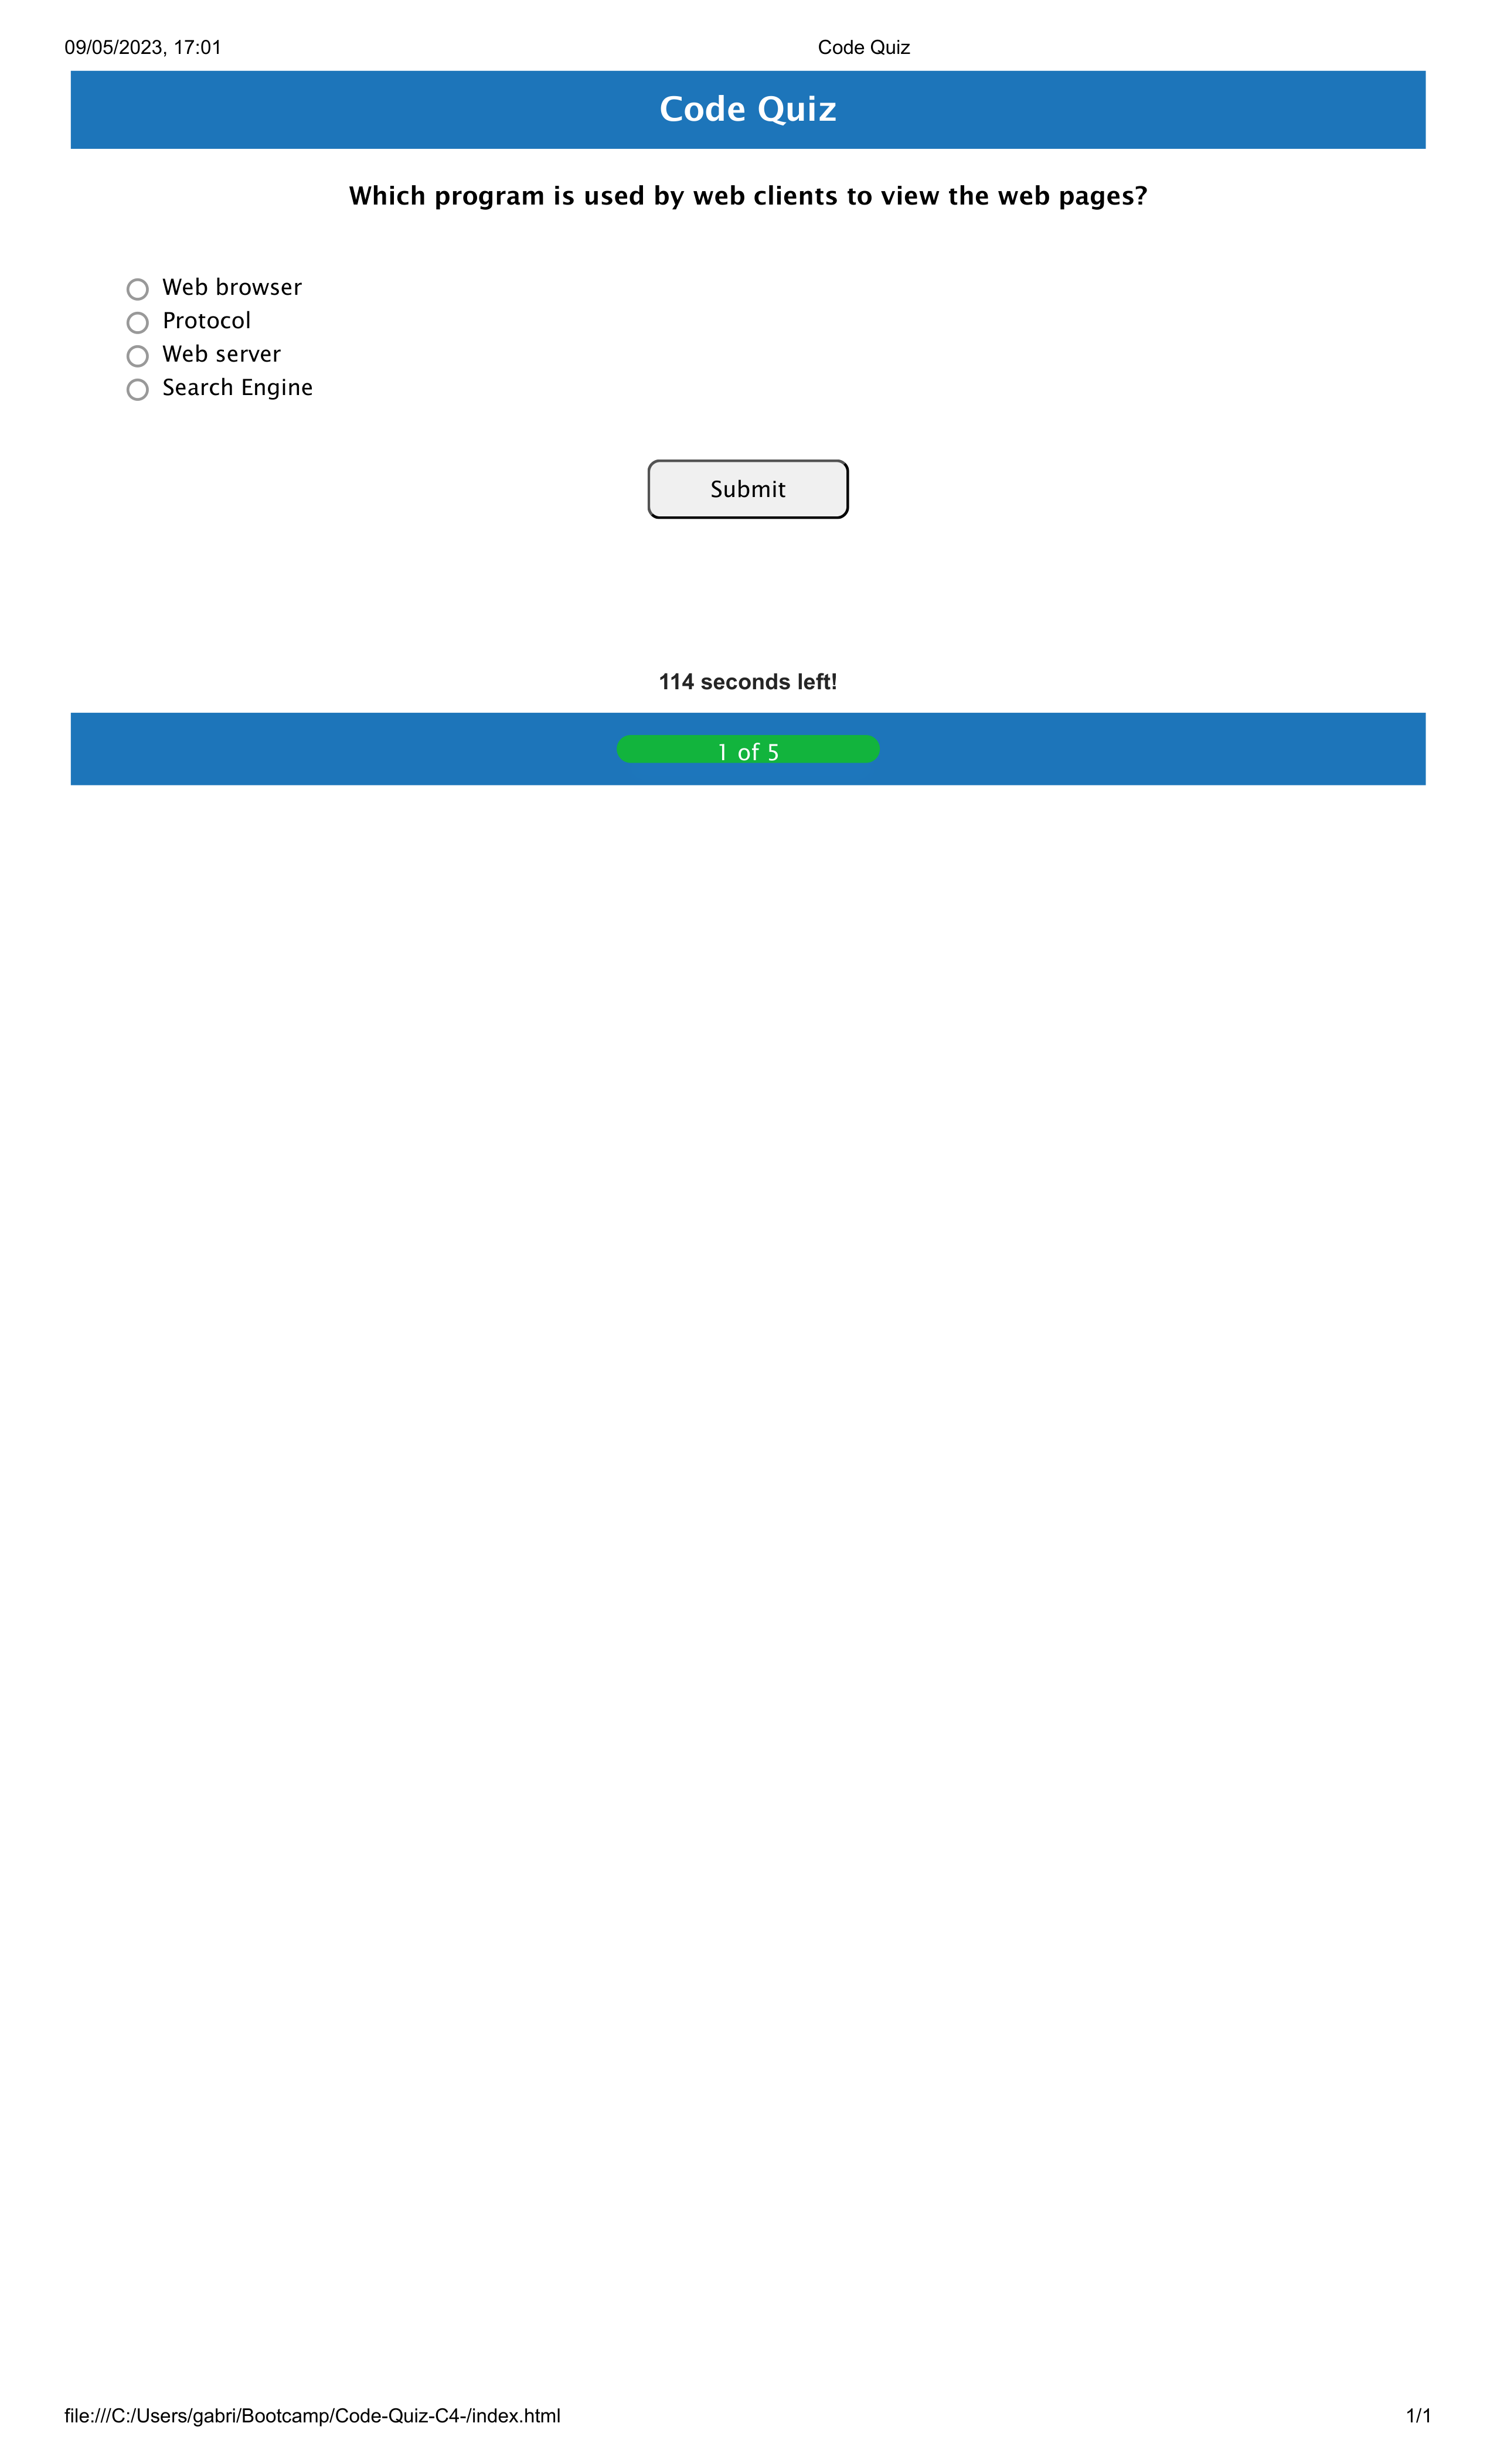 09/05/2023, 17:01 Code Quiz
Code Quiz
Which program is used by web clients to view the web pages?
Web browser
Protocol
Web server
Search Engine
Submit
114 seconds left!
1 of 5
file:///C:/Users/gabri/Bootcamp/Code-Quiz-C4-/index.html 1/1